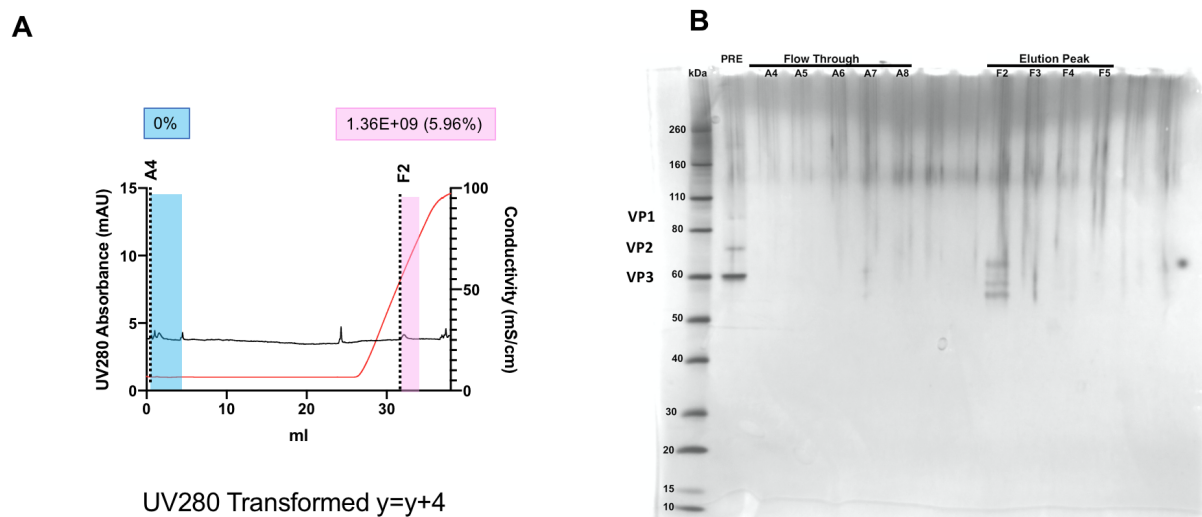 A
B
0%
1.36E+09 (5.96%)
A4
F2
15
10
5
0
UV280 Absorbance (mAU)
100
50
0
Conductivity (mS/cm)
0
10
20
30
ml
UV280 Transformed y=y+4
PRE
Flow Through
Elution Peak
kDa
A4
A5
A6
A7
A8
F2
F3
F4
F5
260
160
110
VP1
80
VP2
VP3
60
50
40
30
20
15
10